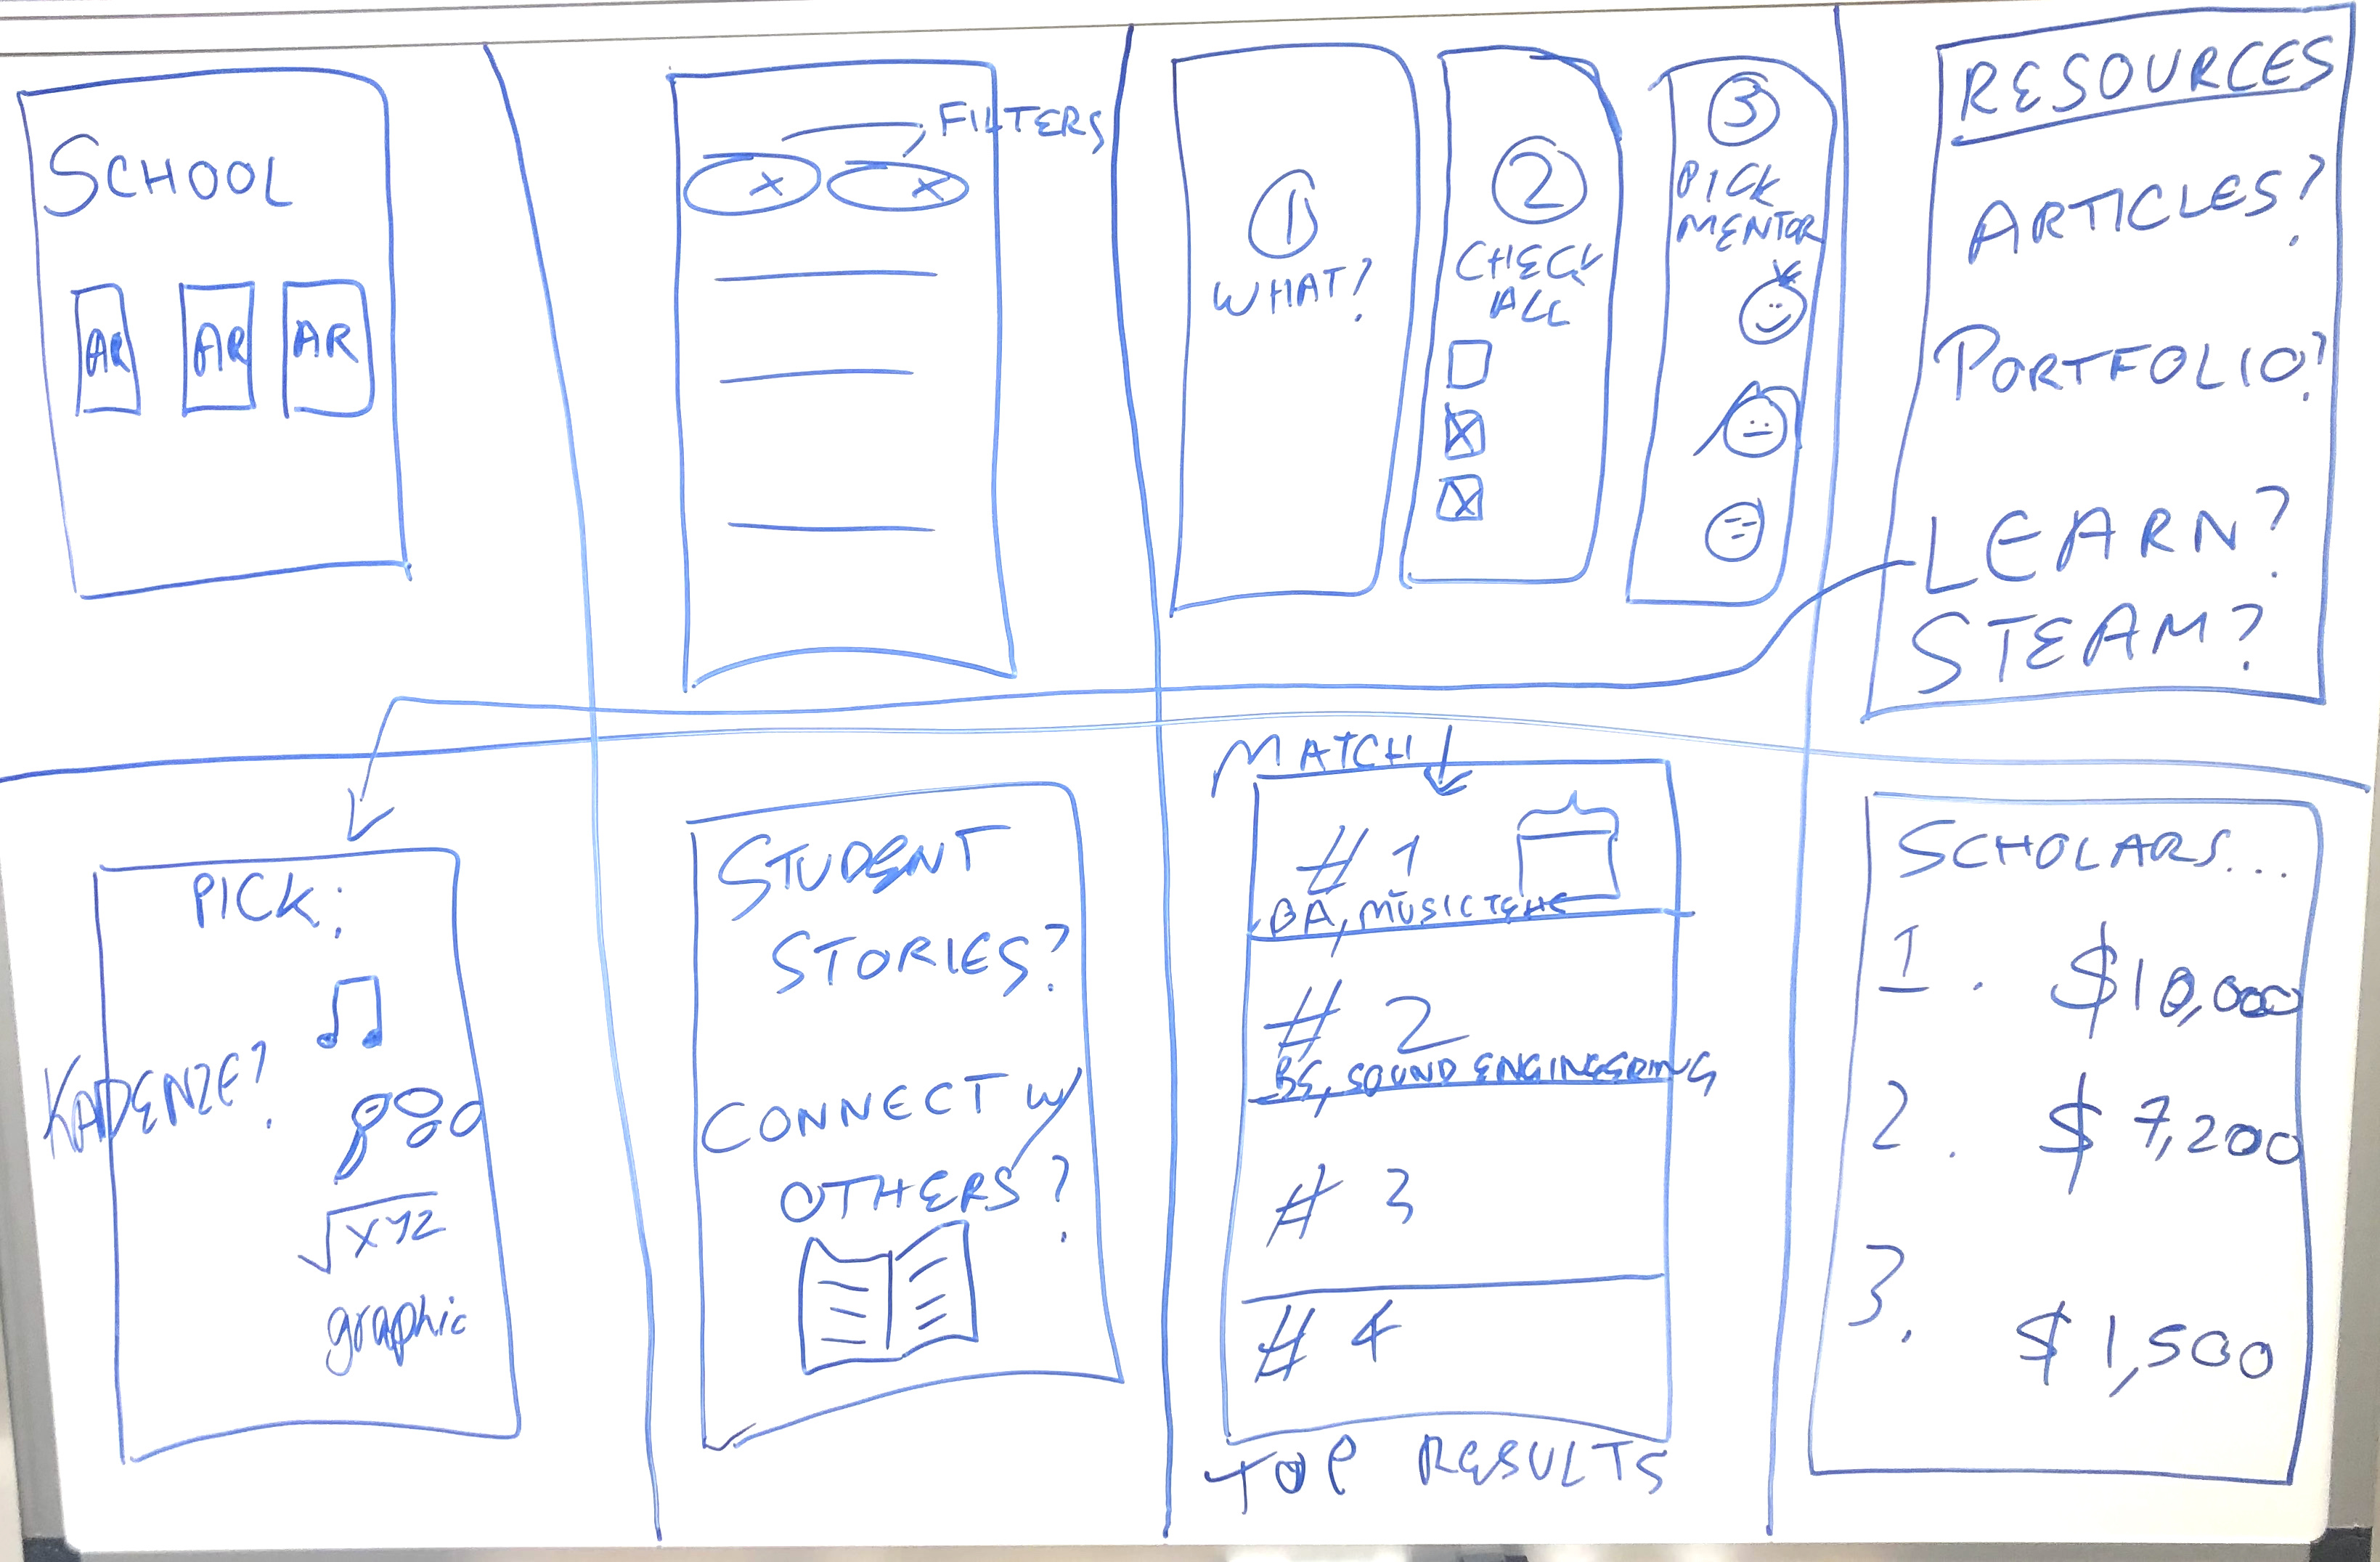 SCHOOL
AR AR AR
FILTERS
x x
1
WHAT?
2
CHECK
ALL
3
PICK
MENTOR
RESOURCES
ARTICLES?
PORTFOLIO?
LEARN?
STEAM?
PICK:
KADENZE?
√XYZ
graphic
STUDENT
STORIES?
CONNECT W/
OTHERS?
MATCH
# 1
BA, MUSIC TEHC
# 2
BS, SOUND ENGINEERING
# 3
# 4
TOP RESULTS
SCHOLARS...
1. $10,000
2. $7,200
3. $1,500